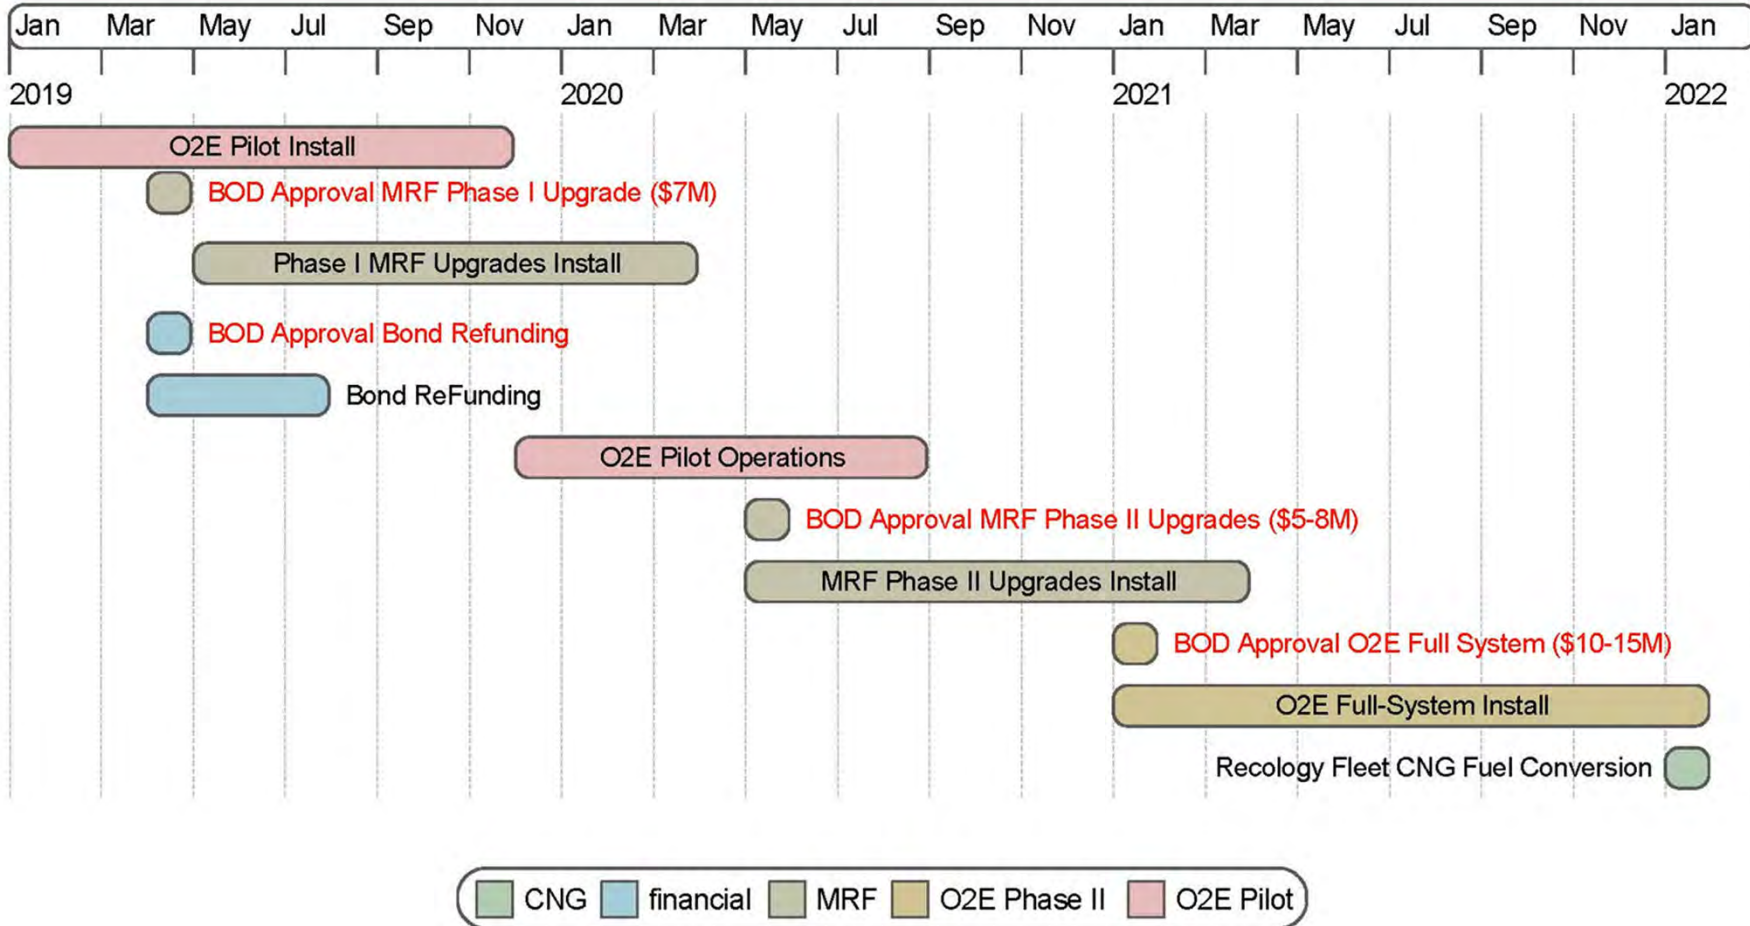 Jan Mar May Jul Sep Nov Jan Mar May Jul Sep Nov Jan Mar May Jul Sep Nov Jan
2019 2020 2021 2022
O2E Pilot Install
BOD Approval MRF Phase I Upgrade ($7M)
Phase I MRF Upgrades Install
BOD Approval Bond Refunding
Bond ReFunding
O2E Pilot Operations
BOD Approval MRF Phase II Upgrades ($5-8M)
MRF Phase II Upgrades Install
BOD Approval O2E Full System ($10-15M)
O2E Full-System Install
Recology Fleet CNG Fuel Conversion
CNG financial MRF O2E Phase II O2E Pilot